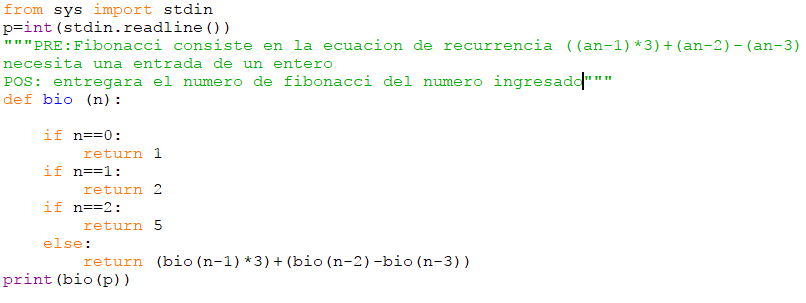 from sys import stdin
p=int(stdin.readline())
"""PRE:Fibonacci consiste en la ecuacion de recurrencia ((an-1)*3)+(an-2)-(an-3)
necesita una entrada de un entero
POS: entregara el numero de fibonacci del numero ingresado"""
def bio (n):
    if n==0:
        return 1
    if n==1:
        return 2
    if n==2:
        return 5
    else:
        return (bio(n-1)*3)+(bio(n-2)-bio(n-3))
print(bio(p))